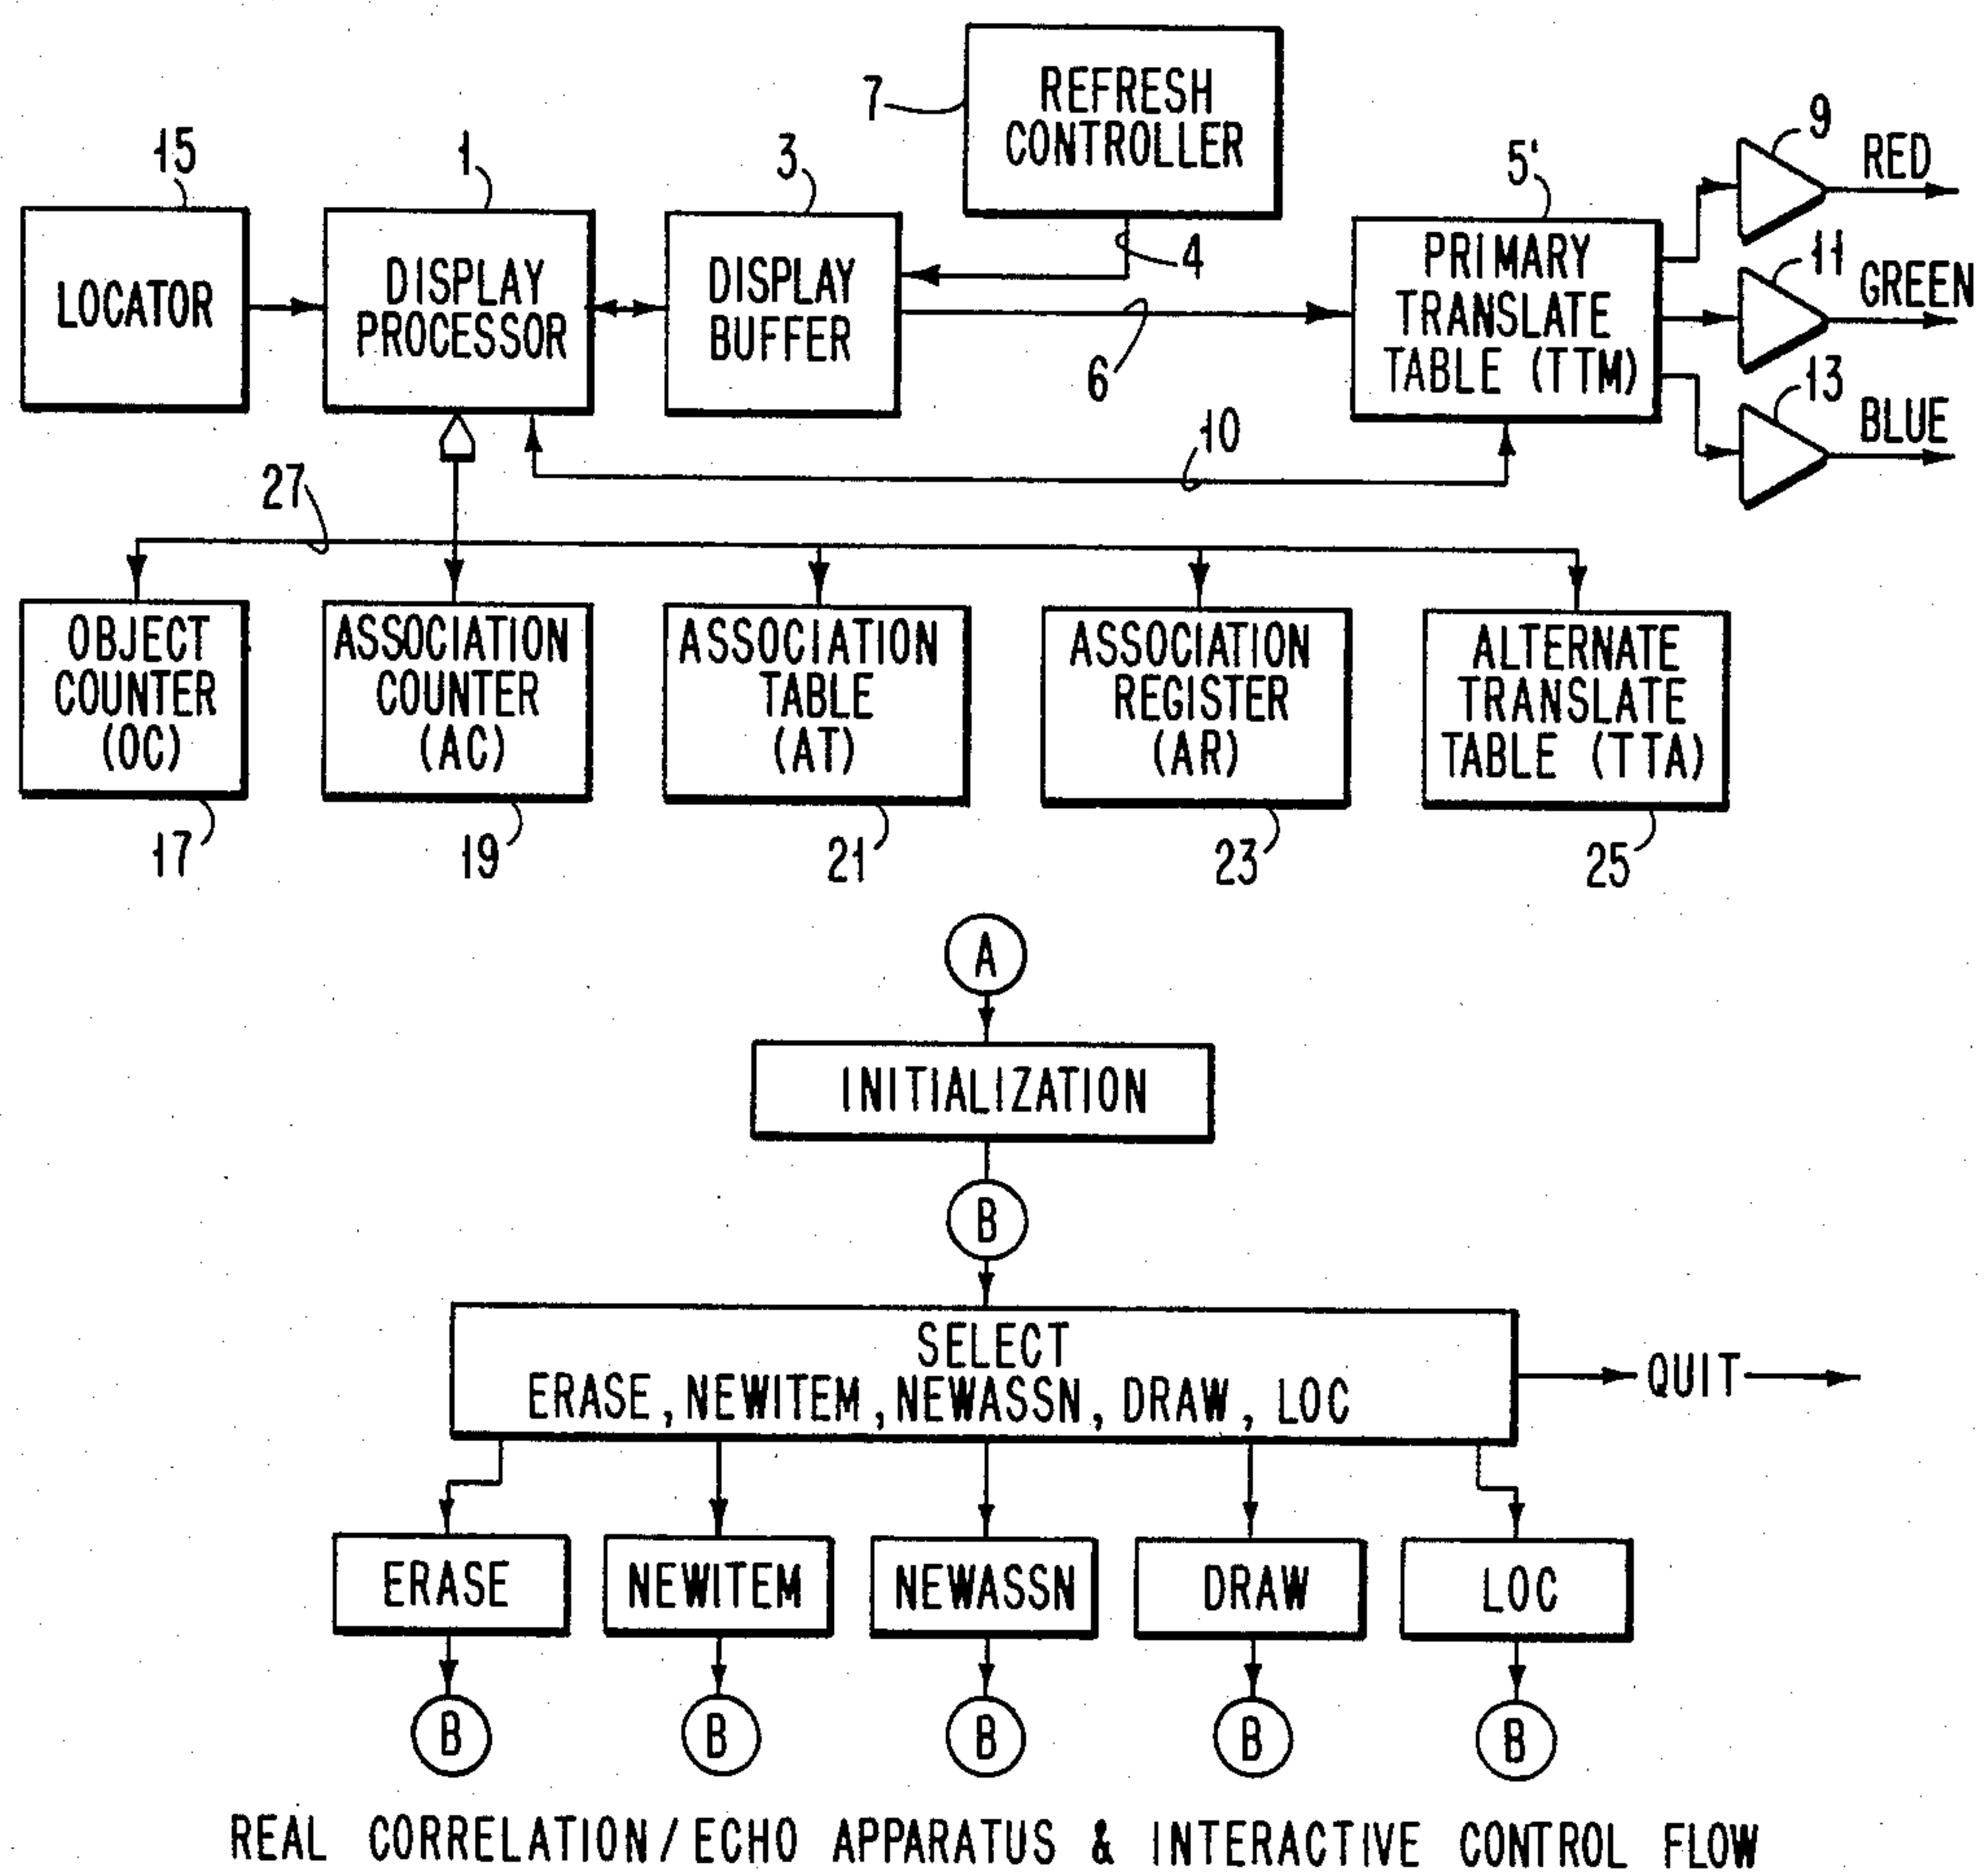 REFRESH
CONTROLLER
7
15
1
3
4
5'
9
RED
11
GREEN
13
BLUE
LOCATOR
DISPLAY
PROCESSOR
DISPLAY
BUFFER
6
PRIMARY
TRANSLATE
TABLE (TTM)
10
27
OBJECT
COUNTER
(OC)
ASSOCIATION
COUNTER
(AC)
ASSOCIATION
TABLE
(AT)
ASSOCIATION
REGISTER
(AR)
ALTERNATE
TRANSLATE
TABLE (TTA)
17
19
21
23
25
A
INITIALIZATION
B
SELECT
ERASE, NEWITEM, NEWASSN, DRAW, LOC
QUIT
ERASE
NEWITEM
NEWASSN
DRAW
LOC
B
B
B
B
B
REAL CORRELATION/ECHO APPARATUS & INTERACTIVE CONTROL FLOW